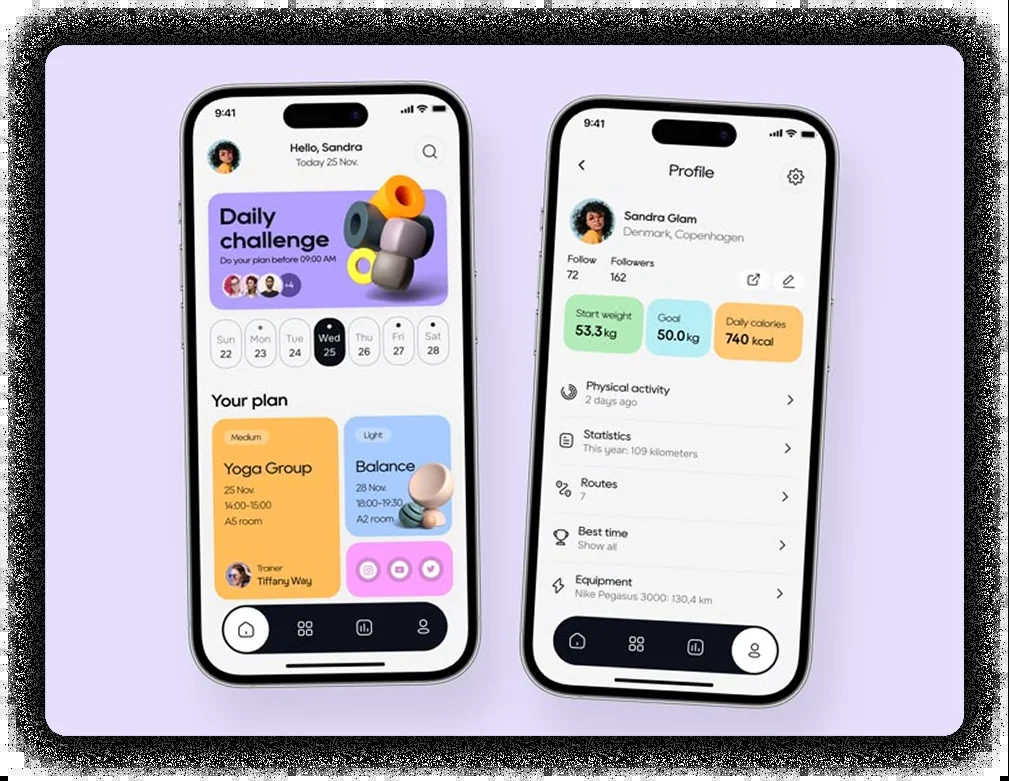 9:41
Hello, Sandra
Today 25 Nov.
Daily
challenge
Do your plan before 09:00 AM
+4
Sun Mon Tue Wed Thu Fri Sat
22 23 24 25 26 27 28
Your plan
Medium
Yoga Group
25 Nov.
14:00-15:00
A5 room
Trainer
Tiffany Way
Light
Balance
28 Nov.
18:00-19:30
A2 room
9:41
Profile
Sandra Glam
Denmark, Copenhagen
Follow Followers
72 162
Start weight
53.3 kg
Goal
50.0 kg
Daily calories
740 kcal
Physical activity
2 days ago
Statistics
This year: 109 kilometers
Routes
7
Best time
Show all
Equipment
Nike Pegasus 3000: 130,4 km